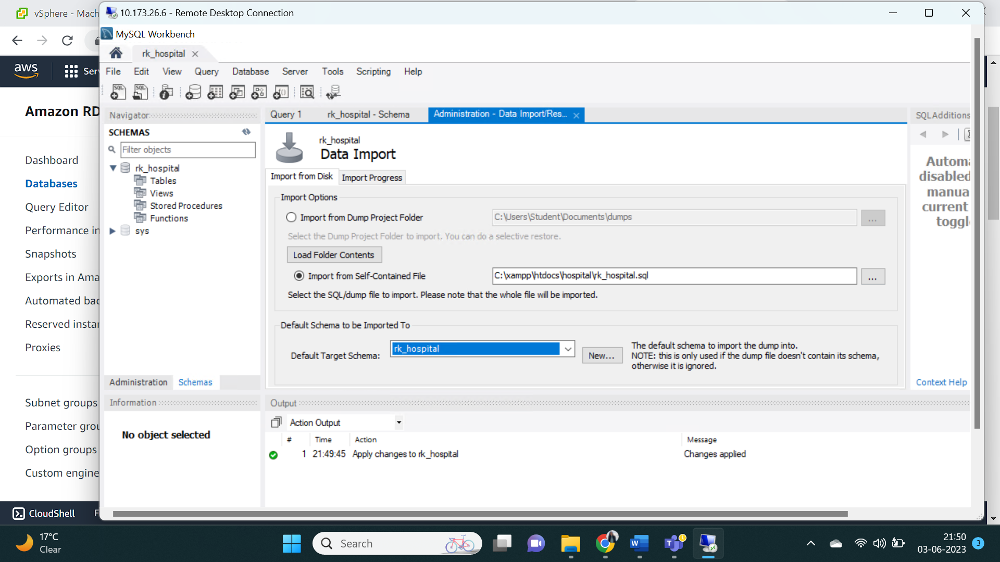 vSphere - Mach
10.173.26.6 - Remote Desktop Connection
MySQL Workbench
rk_hospital
File Edit View Query Database Server Tools Scripting Help
aws
Navigator
SCHEMAS
Filter objects
rk_hospital
Tables
Views
Stored Procedures
Functions
sys
Administration Schemas
Information
No object selected
Query 1 rk_hospital - Schema Administration - Data Import/Res...
rk_hospital
Data Import
Import from Disk Import Progress
Import Options
Import from Dump Project Folder C:\Users\Student\Documents\dumps ...
Select the Dump Project Folder to import. You can do a selective restore.
Load Folder Contents
Import from Self-Contained File C:\xampp\htdocs\hospital\rk_hospital.sql ...
Select the SQL/dump file to import. Please note that the whole file will be imported.
Default Schema to be Imported To
Default Target Schema: rk_hospital New...
The default schema to import the dump into.
NOTE: this is only used if the dump file doesn't contain its schema,
otherwise it is ignored.
SQLAdditions
Automa
disabled
manua
current
toggle
Context Help
Output
Action Output
# Time Action Message
1 21:49:45 Apply changes to rk_hospital Changes applied
Amazon RD
Dashboard
Databases
Query Editor
Performance in
Snapshots
Exports in Ama
Automated bac
Reserved instar
Proxies
Subnet groups
Parameter grou
Option groups
Custom engine
CloudShell F
17°C
Clear
Search
21:50
03-06-2023
3